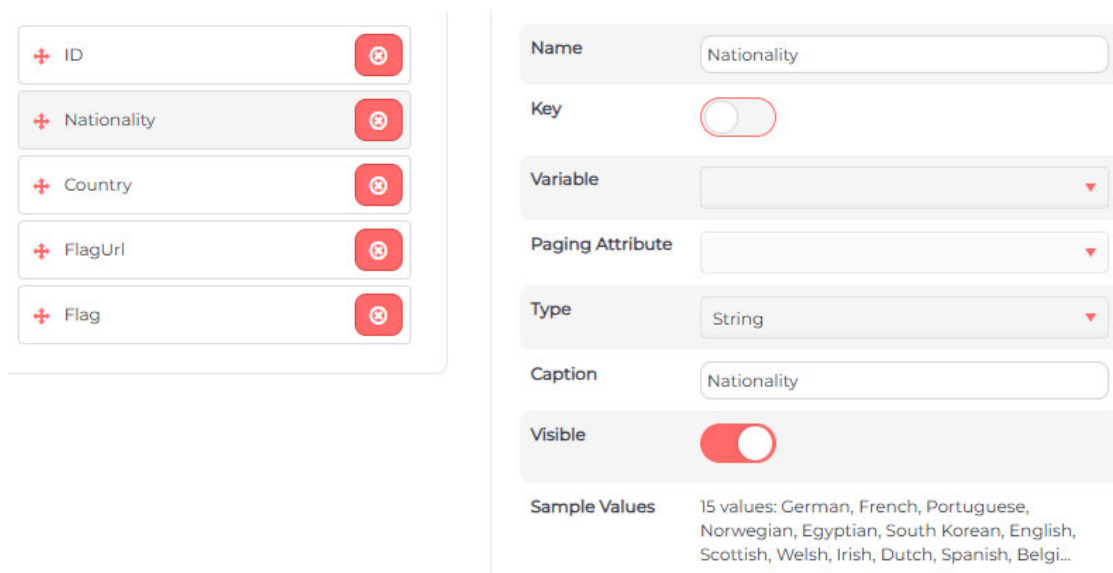 ID
Nationality
Country
FlagUrl
Flag
Name
Nationality
Key
Variable
Paging Attribute
Type
String
Caption
Nationality
Visible
Sample Values
15 values: German, French, Portuguese,
Norwegian, Egyptian, South Korean, English,
Scottish, Welsh, Irish, Dutch, Spanish, Belgi...